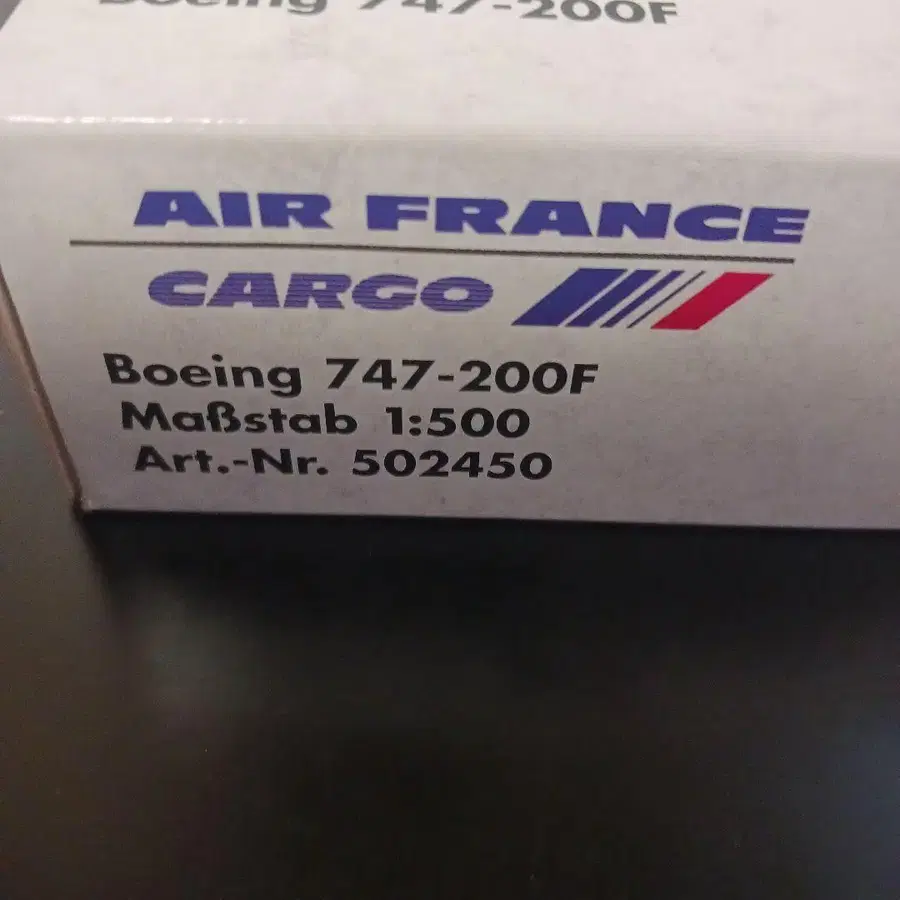 Boeing 747-200F
AIR FRANCE
CARGO
Boeing 747-200F
Maßstab 1:500
Art.-Nr. 502450